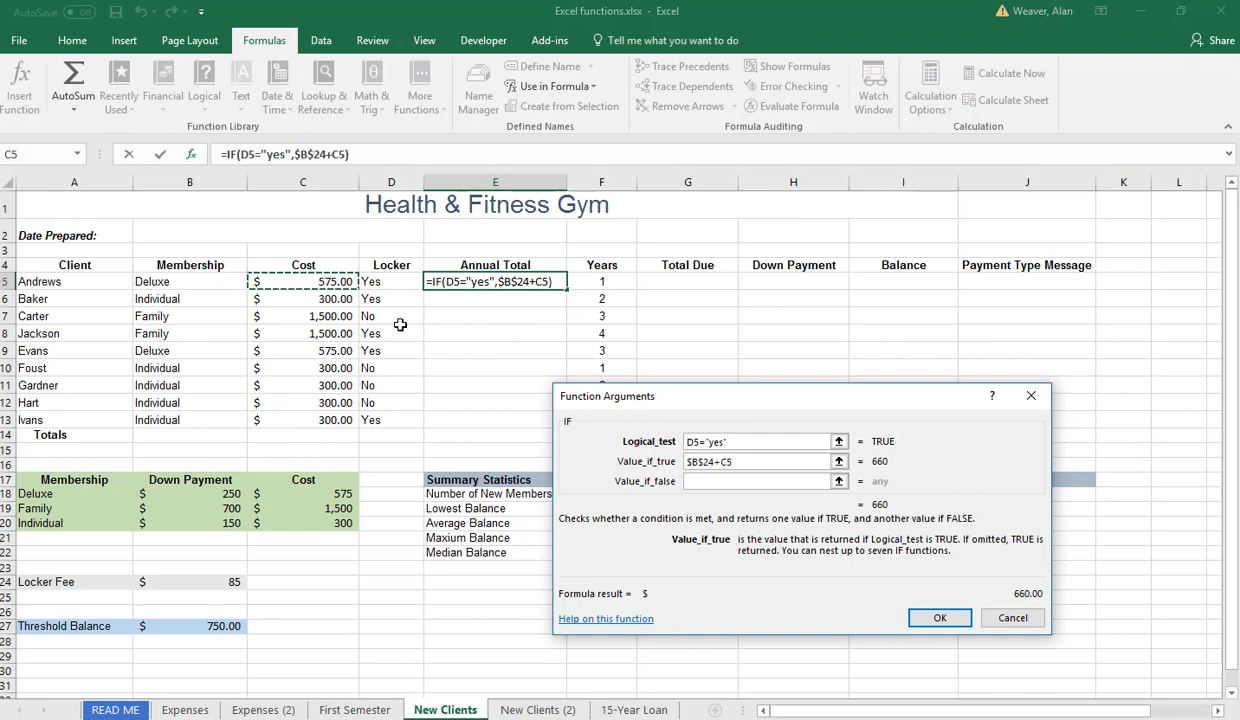 AutoSave Off
Excel functions.xlsx - Excel
Weaver, Alan
File Home Insert Page Layout Formulas Data Review View Developer Add-ins Tell me what you want to do Share
Insert Function
AutoSum
Recently Used
Financial
Logical
Text
Date & Time
Lookup & Reference
Math & Trig
More Functions
Function Library
Name Manager
Define Name
Use in Formula
Create from Selection
Defined Names
Trace Precedents
Trace Dependents
Remove Arrows
Show Formulas
Error Checking
Evaluate Formula
Formula Auditing
Watch Window
Calculation Options
Calculate Now
Calculate Sheet
Calculation
C5 fx =IF(D5="yes",$B$24+C5)
A B C D E F G H I J K L
1 Health & Fitness Gym
2 Date Prepared:
3
4 Client Membership Cost Locker Annual Total Years Total Due Down Payment Balance Payment Type Message
5 Andrews Deluxe $ 575.00 Yes =IF(D5="yes",$B$24+C5) 1
6 Baker Individual $ 300.00 Yes 2
7 Carter Family $ 1,500.00 No 3
8 Jackson Family $ 1,500.00 Yes 4
9 Evans Deluxe $ 575.00 Yes 3
10 Foust Individual $ 300.00 No 1
11 Gardner Individual $ 300.00 No
12 Hart Individual $ 300.00 No
13 Ivans Individual $ 300.00 Yes
14 Totals
15
16
17 Membership Down Payment Cost Summary Statistics
18 Deluxe $ 250 $ 575 Number of New Members
19 Family $ 700 $ 1,500 Lowest Balance
20 Individual $ 150 $ 300 Average Balance
21 Maxium Balance
22 Median Balance
23
24 Locker Fee $ 85
25
26
27 Threshold Balance $ 750.00
28
29
30
31
Function Arguments ? ×
IF
Logical_test D5="yes" = TRUE
Value_if_true $B$24+C5 = 660
Value_if_false = any
= 660
Checks whether a condition is met, and returns one value if TRUE, and another value if FALSE.
Value_if_true is the value that is returned if Logical_test is TRUE. If omitted, TRUE is
returned. You can nest up to seven IF functions.
Formula result = $ 660.00
Help on this function
OK Cancel
READ ME Expenses Expenses (2) First Semester New Clients New Clients (2) 15-Year Loan